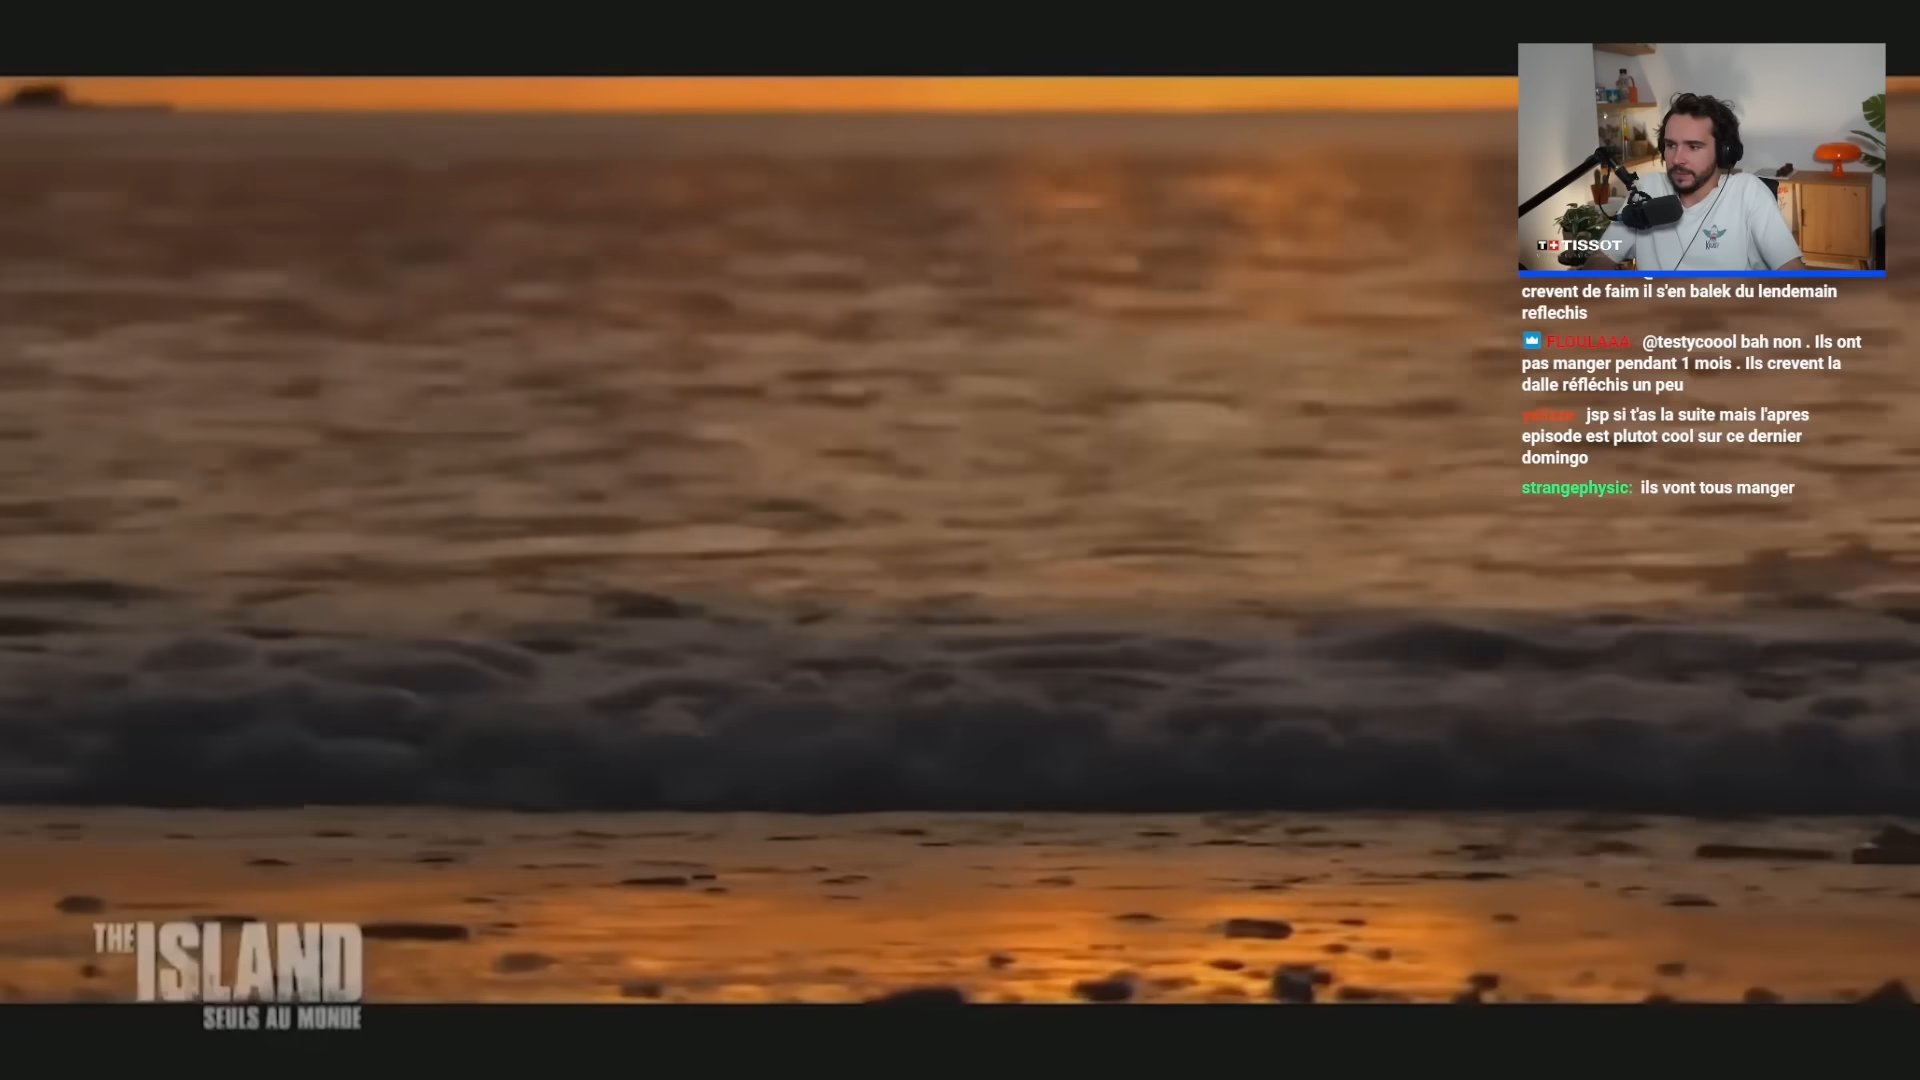 T+TISSOT
crevent de faim il s'en balek du lendemain
reflechis
FLOULAAA @testycoool bah non . Ils ont
pas manger pendant 1 mois . Ils crevent la
dalle réfléchis un peu
jsp si t'as la suite mais l'apres
episode est plutot cool sur ce dernier
domingo
strangephysic: ils vont tous manger
THE ISLAND
SEULS AU MONDE